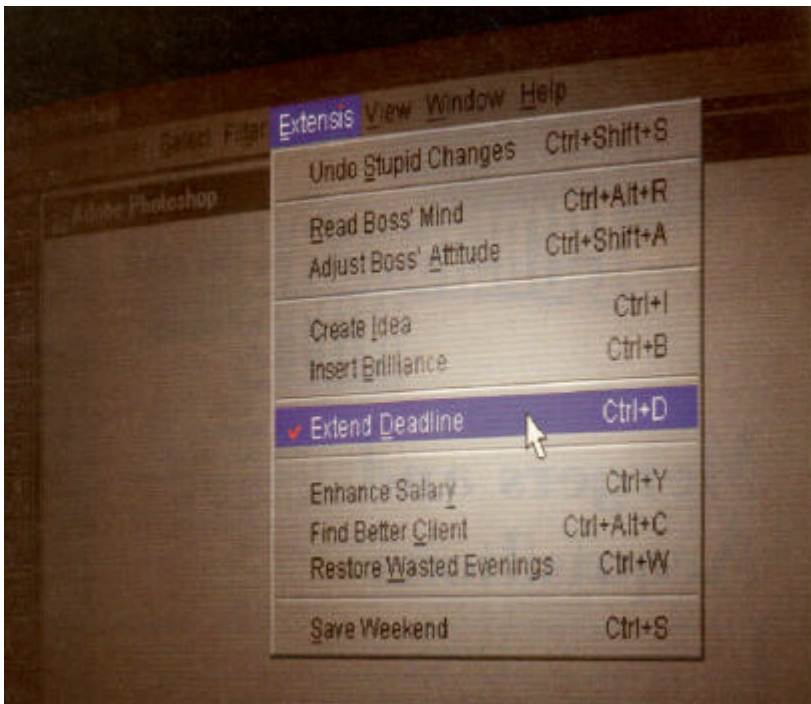 Select Filter Extensis View Window Help
Adobe Photoshop
Undo Stupid Changes Ctrl+Shift+S
Read Boss' Mind Ctrl+Alt+R
Adjust Boss' Attitude Ctrl+Shift+A
Create Idea Ctrl+I
Insert Brilliance Ctrl+B
Extend Deadline Ctrl+D
Enhance Salary Ctrl+Y
Find Better Client Ctrl+Alt+C
Restore Wasted Evenings Ctrl+W
Save Weekend Ctrl+S